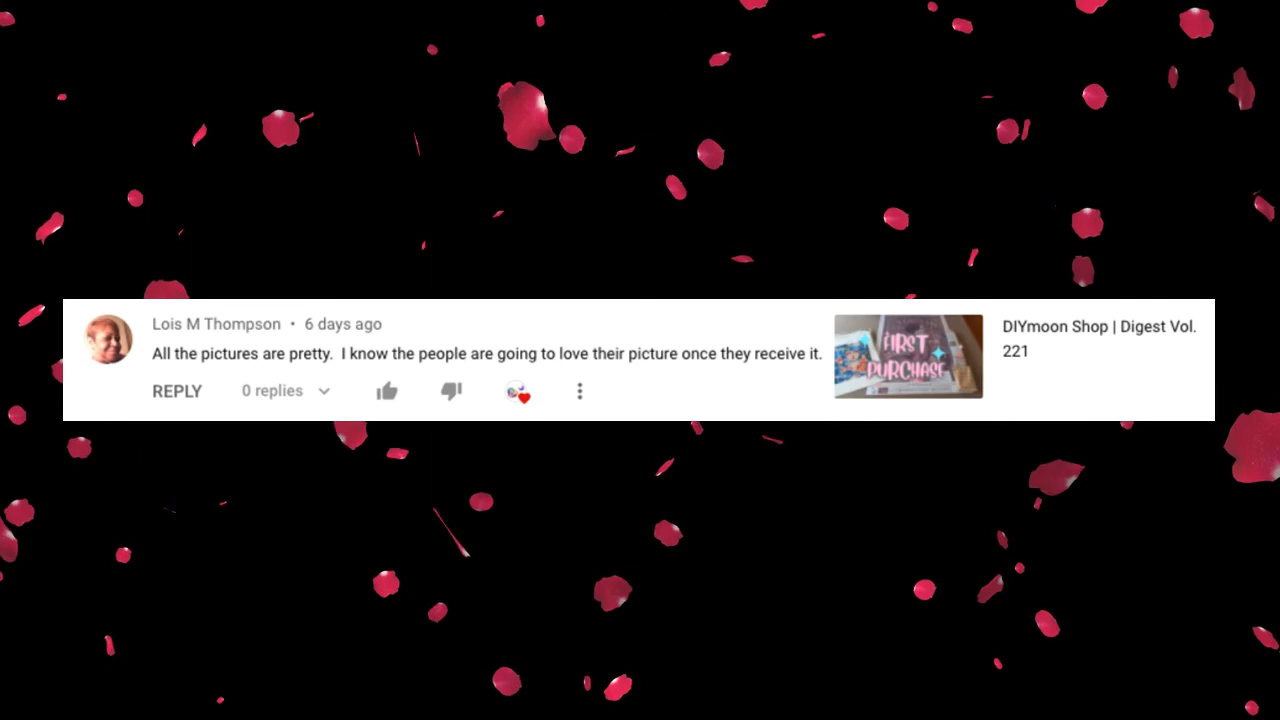 Lois M Thompson • 6 days ago
All the pictures are pretty.  I know the people are going to love their picture once they receive it.
REPLY 0 replies
FIRST
PURCHASE
DIYmoon Shop | Digest Vol.
221